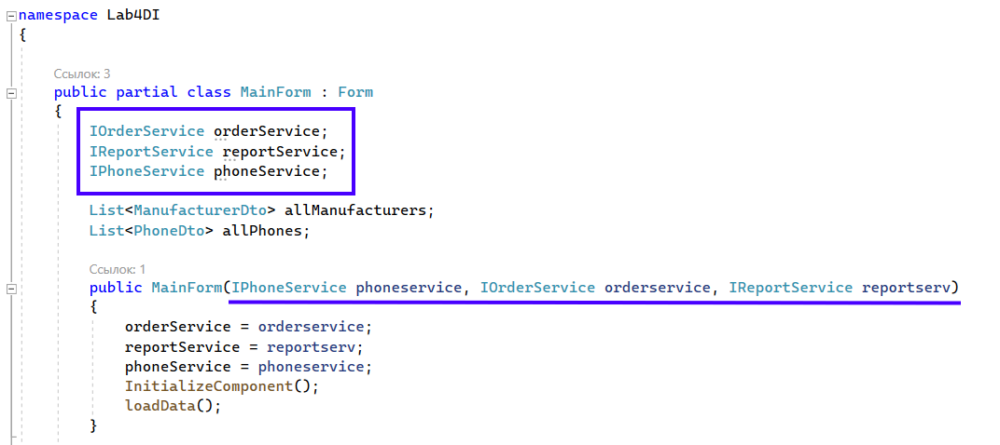 namespace Lab4DI
{
Ссылок: 3
public partial class MainForm : Form
{
IOrderService orderService;
IReportService reportService;
IPhoneService phoneService;
List<ManufacturerDto> allManufacturers;
List<PhoneDto> allPhones;
Ссылок: 1
public MainForm(IPhoneService phoneservice, IOrderService orderservice, IReportService reportserv)
{
orderService = orderservice;
reportService = reportserv;
phoneService = phoneservice;
InitializeComponent();
loadData();
}